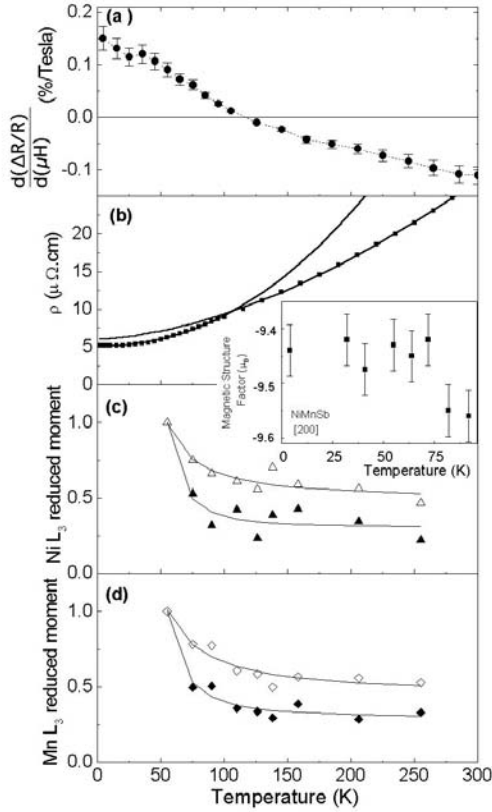 (a )
0.2
0.1
0.0
-0.1
d(ΔR/R)
d(μH)
(%/Tesla)
(b)
20
15
10
5
0
ρ (μ Ω.cm)
-9.4
-9.5
-9.6
Magnetic Structure
Factor (μB)
NiMnSb
[200]
0 25 50 75
Temperature (K)
(c)
1.0
0.5
0.0
Ni L3 reduced moment
(d)
1.0
0.5
0.0
Mn L3 reduced moment
0 50 100 150 200 250 300
Temperature (K)